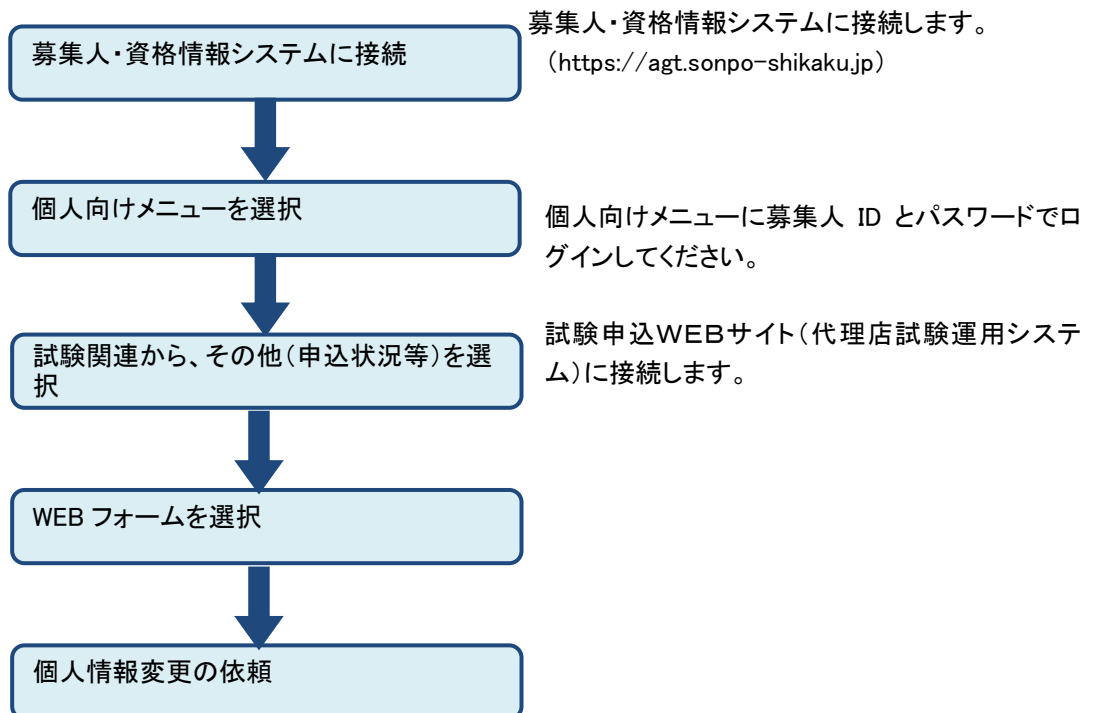 募集人・資格情報システムに接続
募集人・資格情報システムに接続します。
（https://agt.sonpo-shikaku.jp）
個人向けメニューを選択
個人向けメニューに募集人 ID とパスワードでロ
グインしてください。
試験関連から、その他（申込状況等）を選
択
試験申込ＷＥＢサイト（代理店試験運用システ
ム）に接続します。
WEB フォームを選択
個人情報変更の依頼